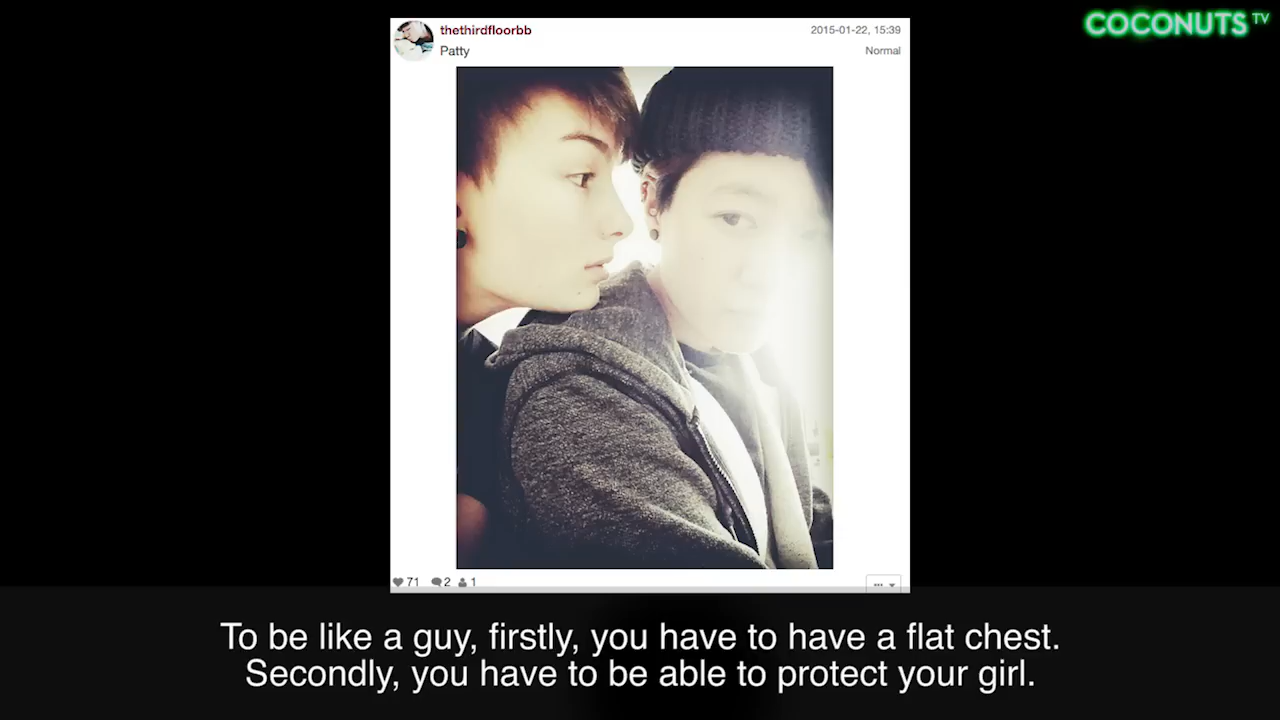 COCONUTS TV
thethirdfloorbb
2015-01-22, 15:39
Patty
Normal
71 2 1
To be like a guy, firstly, you have to have a flat chest.
Secondly, you have to be able to protect your girl.